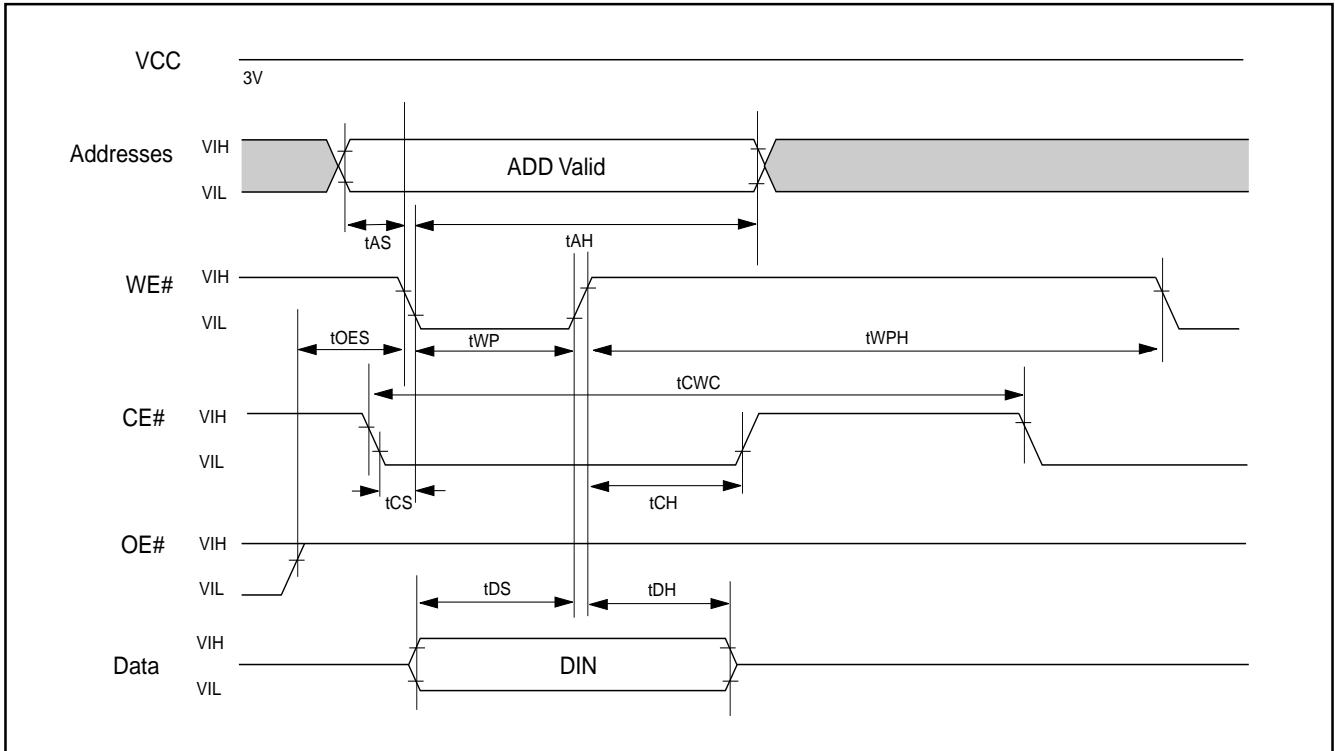 VCC
3V
Addresses
VIH
VIL
ADD Valid
tAS
tAH
WE#
VIH
VIL
tOES
tWP
tWPH
tCWC
CE#
VIH
VIL
tCS
tCH
OE#
VIH
VIL
tDS
tDH
Data
VIH
VIL
DIN